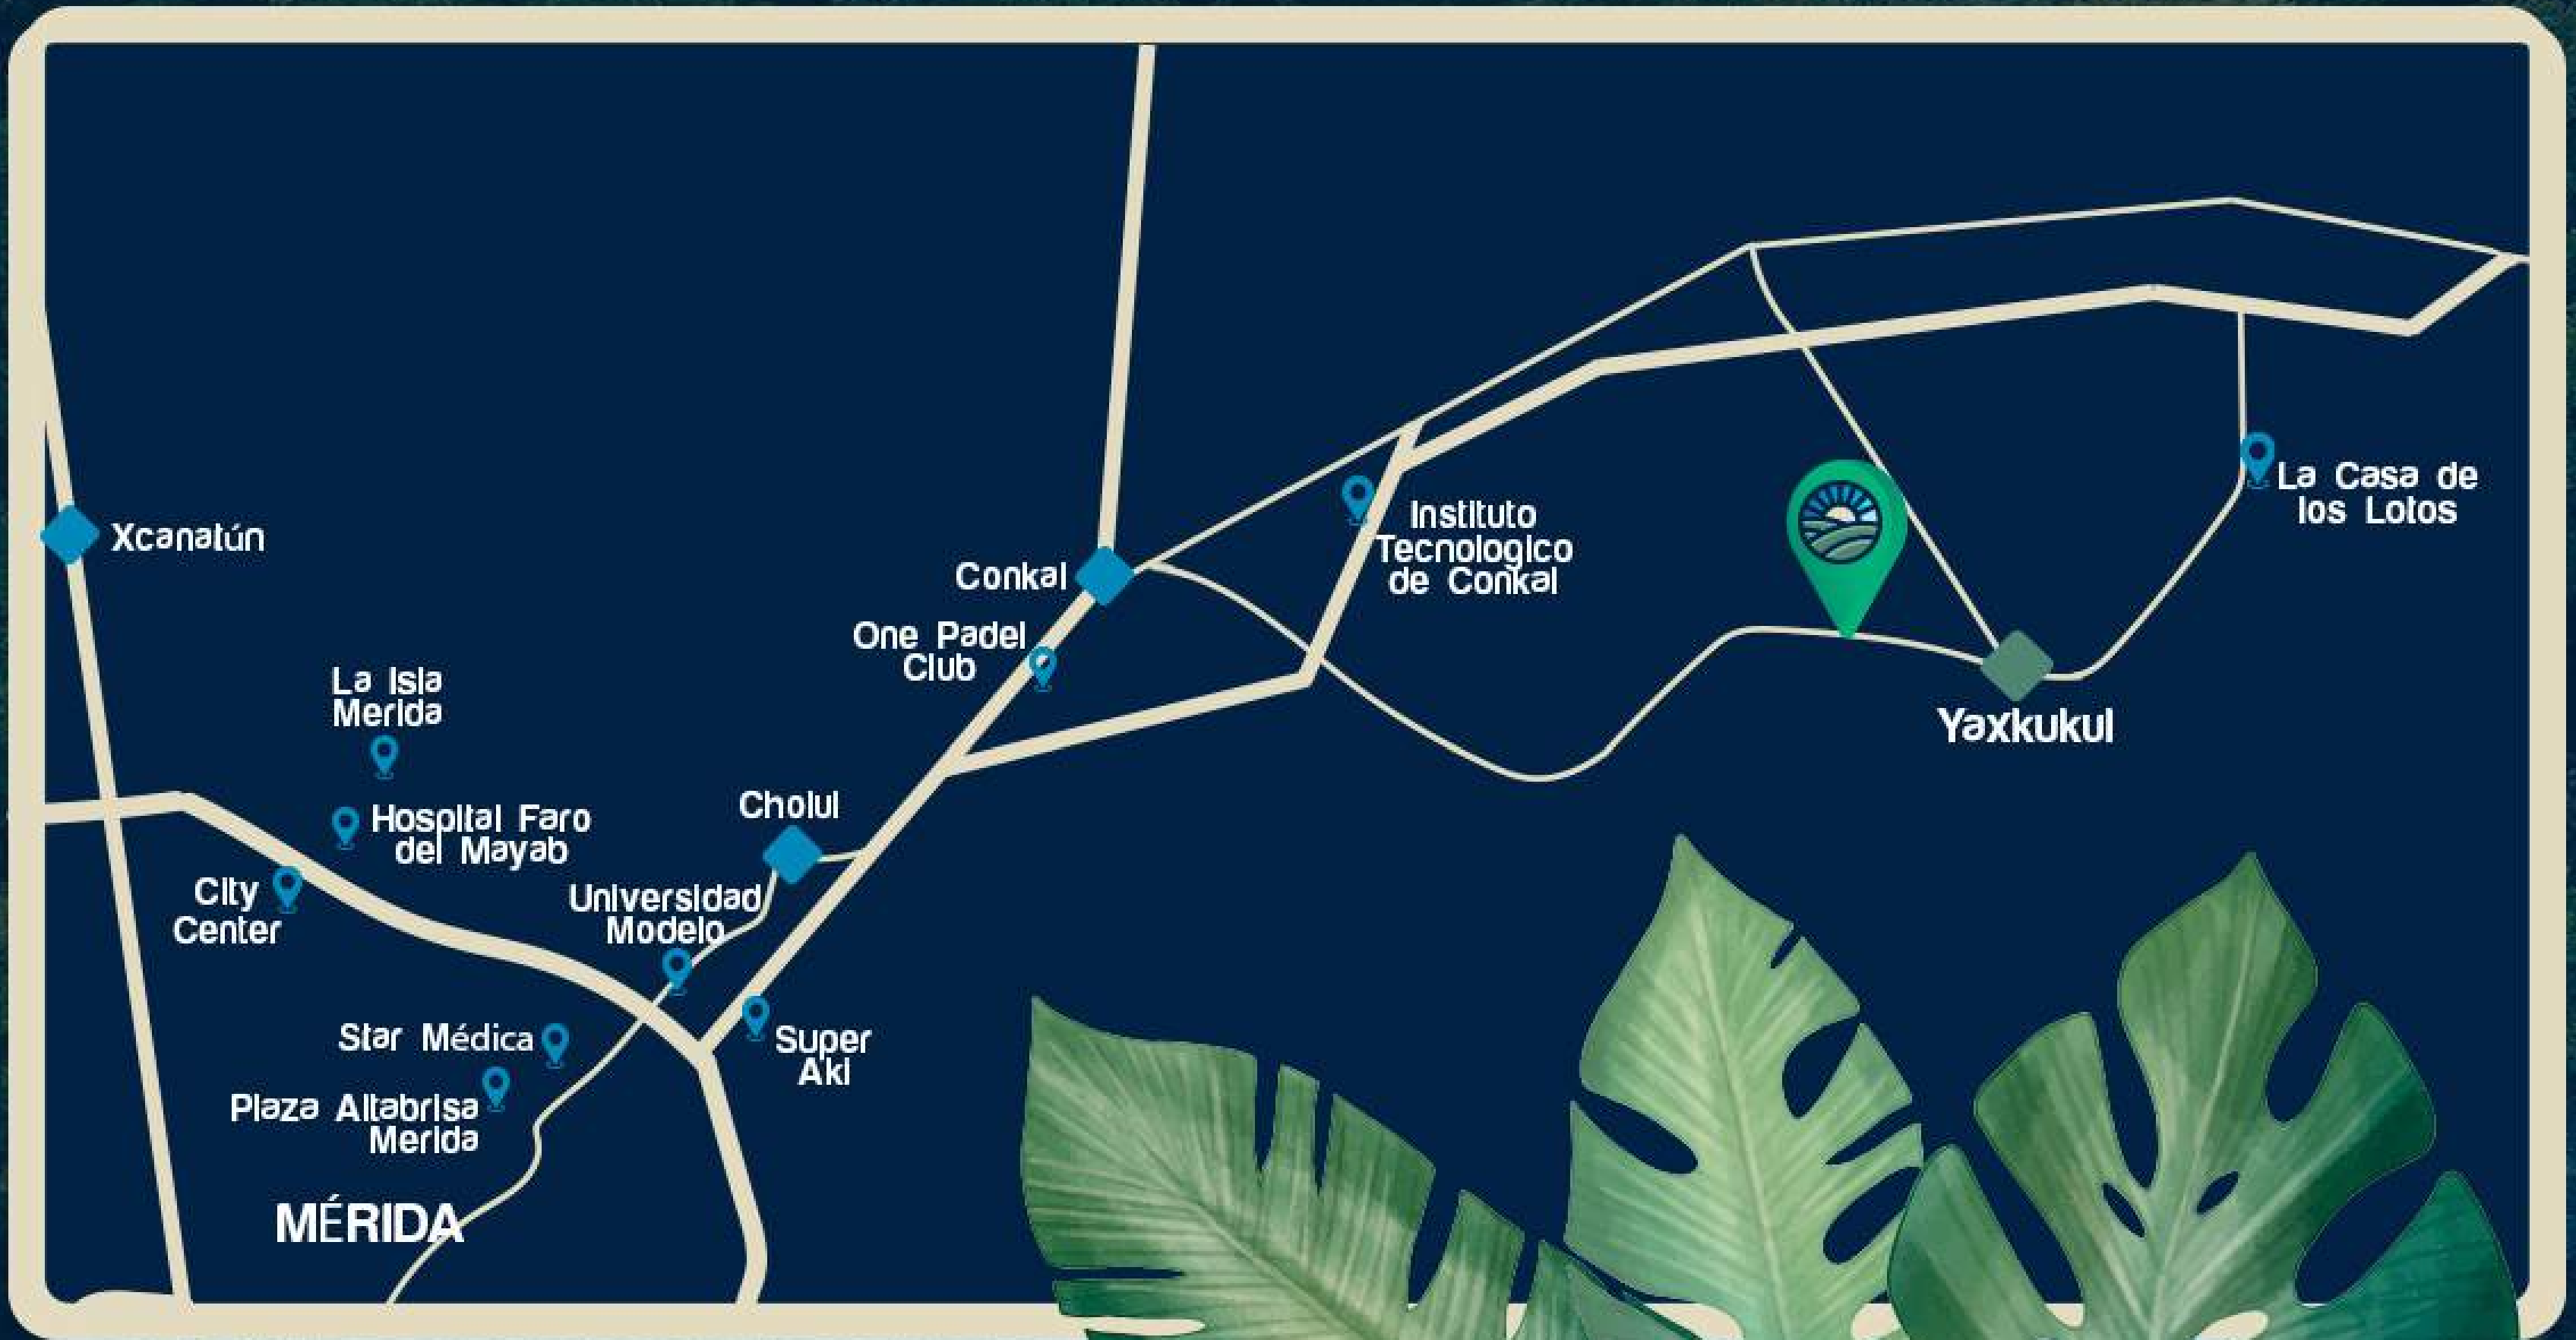 Xcanatún
La Isla
Merida
Hospital Faro
del Mayab
City
Center
Universidad
Modelo
Cholul
Star Médica
Plaza Altabrisa
Merida
MÉRIDA
Super
Aki
Conkal
One Padel
Club
Instituto
Tecnologico
de Conkal
Yaxkukul
La Casa de
los Lotos